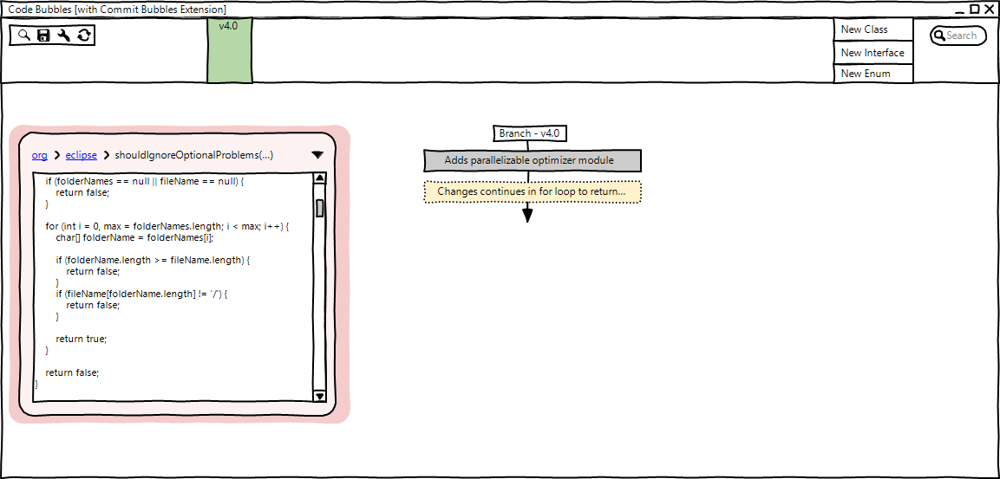 Code Bubbles [with Commit Bubbles Extension]
v4.0
New Class
New Interface
New Enum
Search
org eclipse shouldIgnoreOptionalProblems(...)
if (folderNames == null || fileName == null) {
return false;
}
for (int i = 0, max = folderNames.length; i < max; i++) {
char[] folderName = folderNames[i];
if (folderName.length >= fileName.length) {
return false;
}
if (fileName[folderName.length] != '/') {
return false;
}
return true;
}
return false;
}
Branch - v4.0
Adds parallelizable optimizer module
Changes continues in for loop to return...